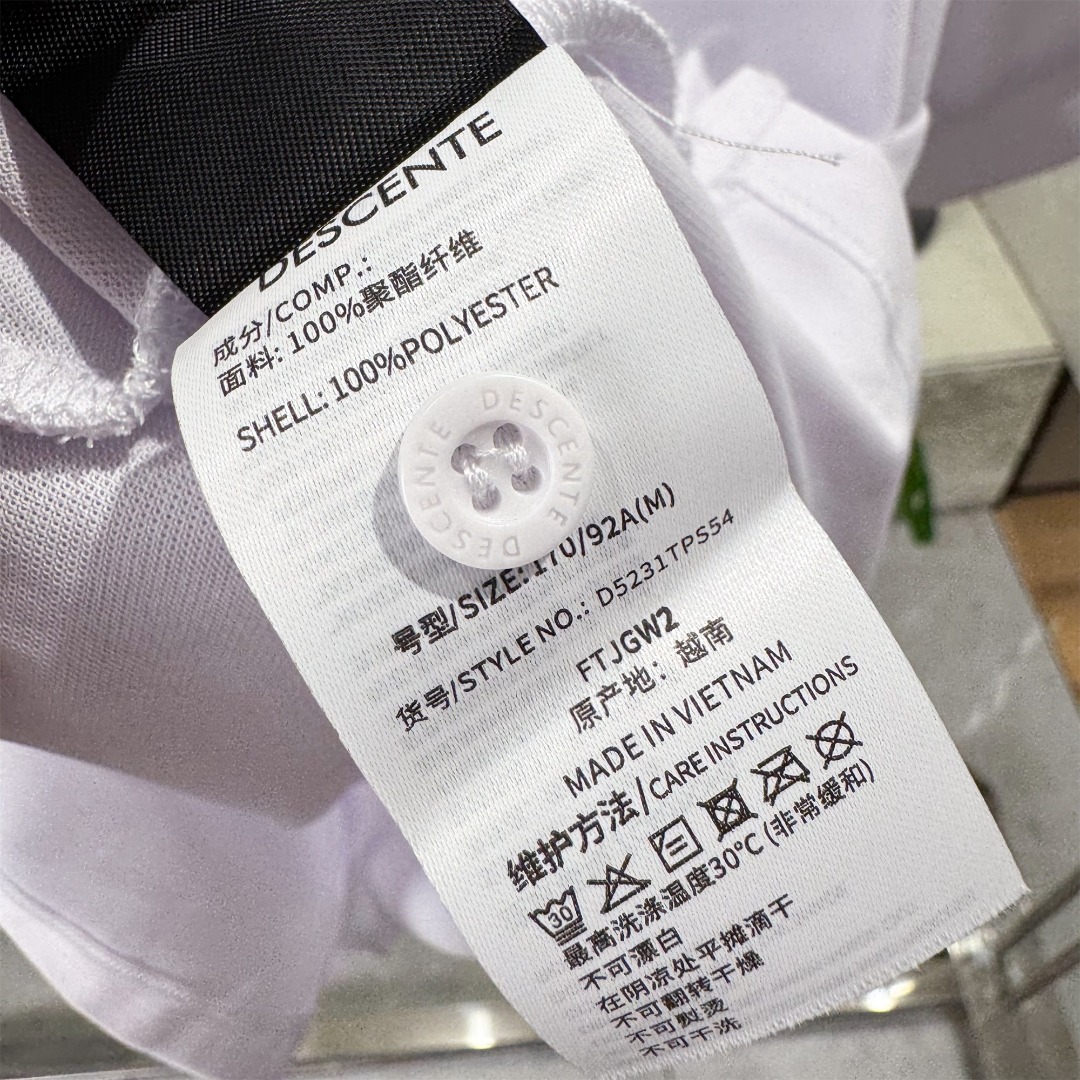 DESCENTE
成分/COMP.:
面料: 100%聚酯纤维
SHELL: 100%POLYESTER
DESCENTE DESCENTE DESCENTE
号型/SIZE: 170/92A(M)
货号/STYLE NO.: D5231TPS54
FTJGW2
原产地: 越南
MADE IN VIETNAM
维护方法/CARE INSTRUCTIONS
30
最高洗涤温度30°C (非常缓和)
不可漂白
在阴凉处平摊滴干
不可翻转干燥
不可熨烫
不可干洗